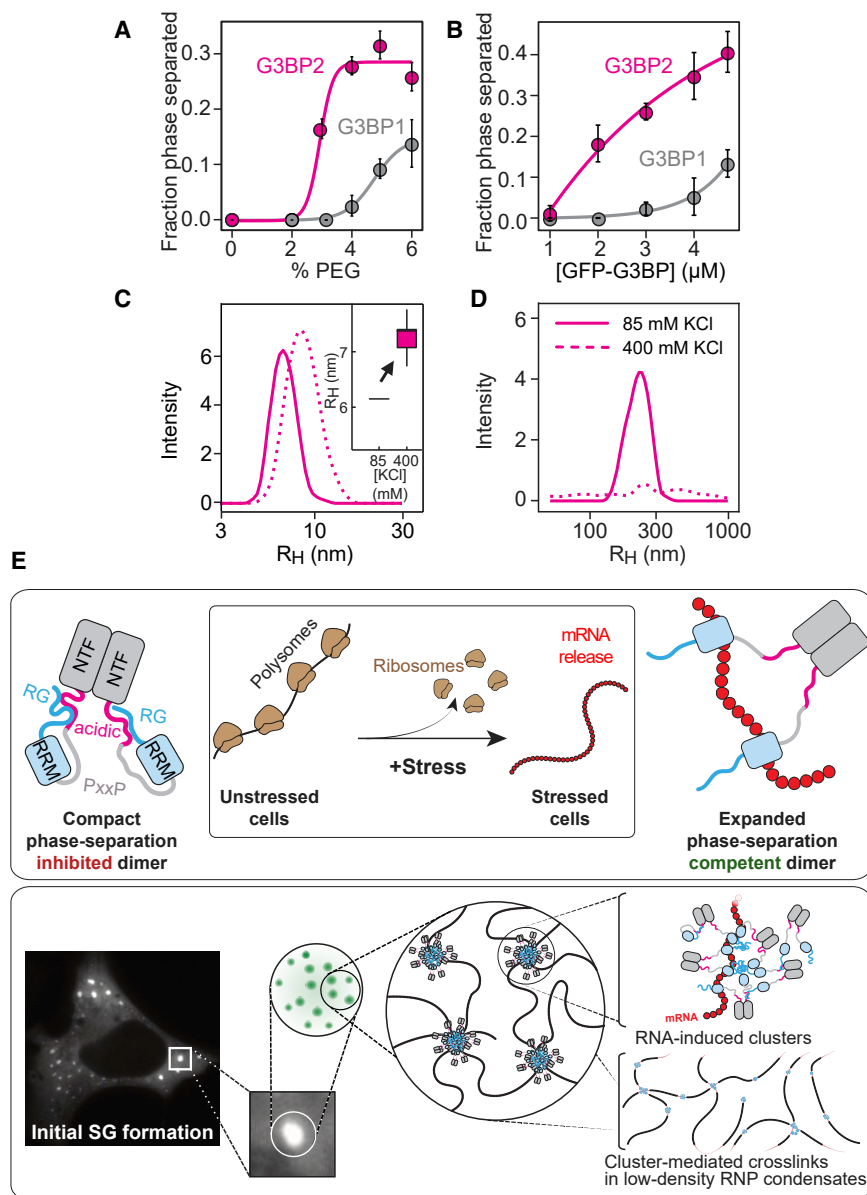 A
Fraction phase separated
0.3
0.2
0.1
0.0
G3BP2
G3BP1
0 2 4 6
% PEG
B
Fraction phase separated
0.4
0.3
0.2
0.1
0.0
G3BP2
G3BP1
1 2 3 4
[GFP-G3BP] (µM)
C
Intensity
6
4
2
0
3 10 30
RH (nm)
RH (nm)
7
6
85 400
[KCl]
(mM)
D
Intensity
6
4
2
0
85 mM KCl
400 mM KCl
100 300 1000
RH (nm)
E
NTF
NTF
RG
RG
acidic
RRM
RRM
PxxP
Compact
phase-separation
inhibited dimer
Polysomes
Ribosomes
mRNA
release
+Stress
Unstressed
cells
Stressed
cells
Expanded
phase-separation
competent dimer
Initial SG formation
mRNA
RNA-induced clusters
Cluster-mediated crosslinks
in low-density RNP condensates